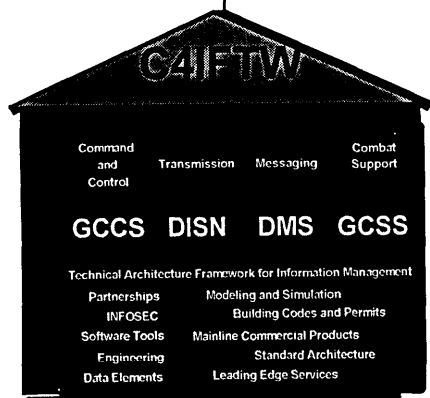 C4IFTW
Command and Control
Transmission
Messaging
Combat Support
GCCS DISN DMS GCSS
Technical Architecture Framework for Information Management
Partnerships Modeling and Simulation
INFOSEC Building Codes and Permits
Software Tools Mainline Commercial Products
Engineering Standard Architecture
Data Elements Leading Edge Services